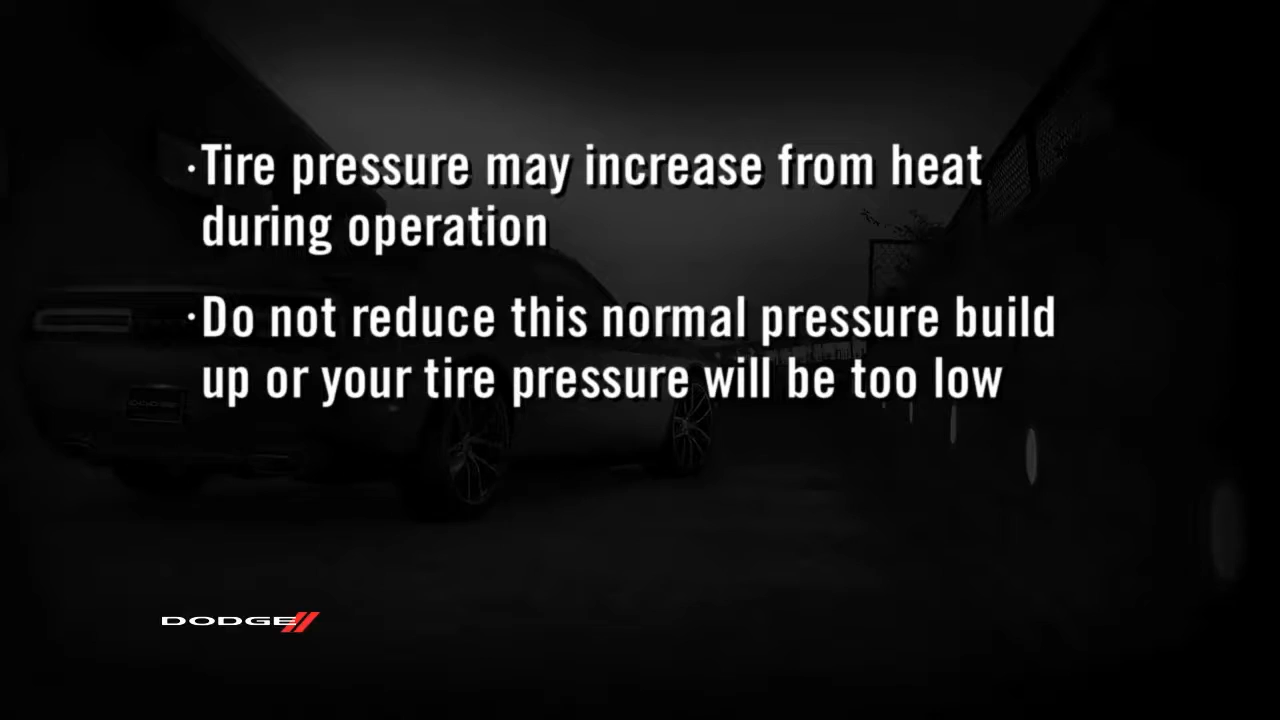 ·Tire pressure may increase from heat
during operation
·Do not reduce this normal pressure build
up or your tire pressure will be too low
DODGE
DODGE